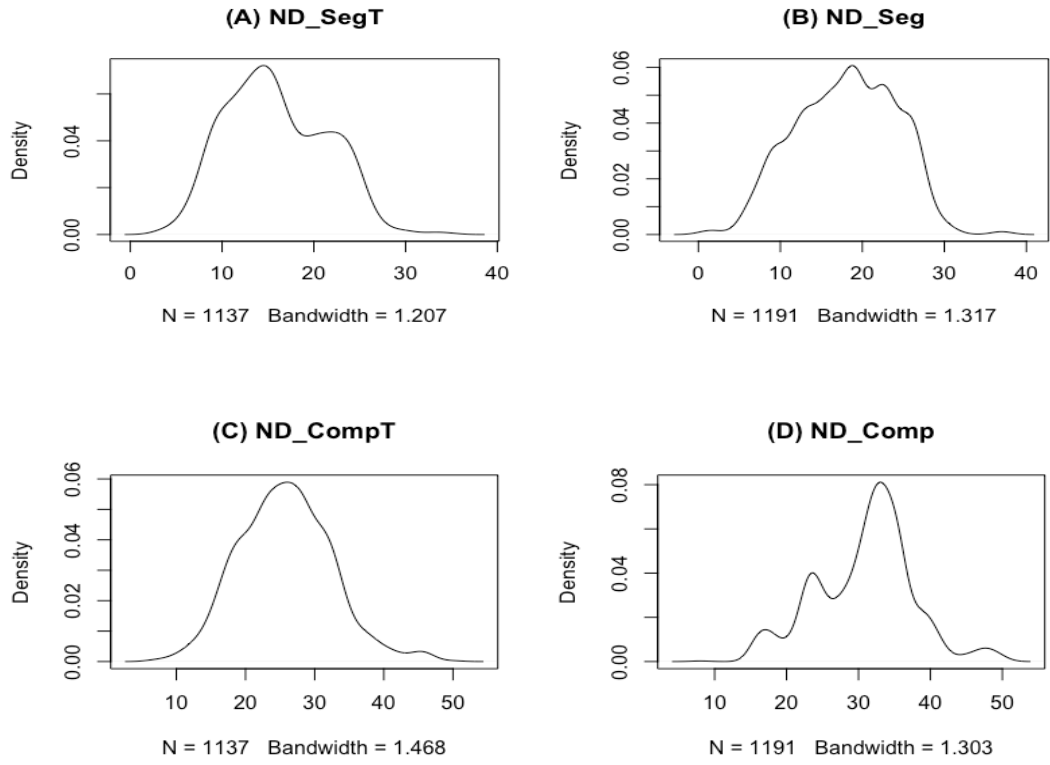 (A) ND_SegT
Density
0.00
0.04
0
10
20
30
40
N = 1137 Bandwidth = 1.207
(B) ND_Seg
Density
0.00
0.02
0.04
0.06
0
10
20
30
40
N = 1191 Bandwidth = 1.317
(C) ND_CompT
Density
0.00
0.02
0.04
0.06
10
20
30
40
50
N = 1137 Bandwidth = 1.468
(D) ND_Comp
Density
0.00
0.04
0.08
10
20
30
40
50
N = 1191 Bandwidth = 1.303